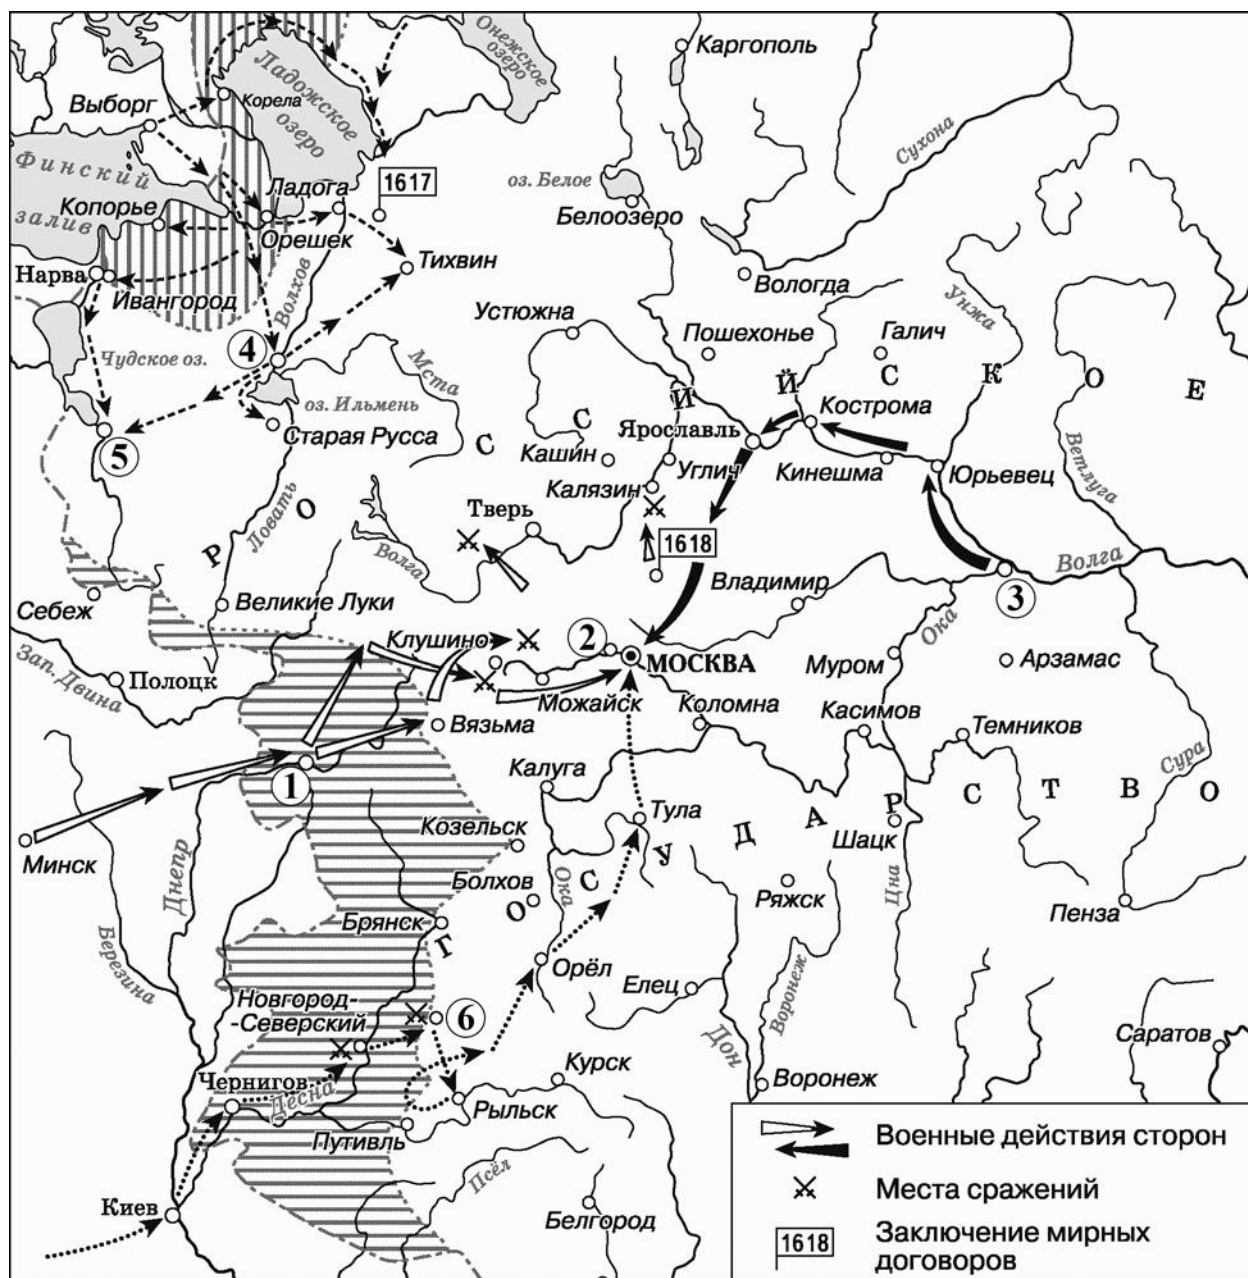 Каргополь
Онежское
озеро
Ладожское
озеро
Корела
Выборг
Финский
залив
Сухона
1617
Ладога
оз. Белое
Белоозеро
Копорье
Орешек
Тихвин
Нарва
Ивангород
Волхов
Вологда
Унжа
Устюжна
Пошехонье
Галич
4
Чудское оз.
Мста
оз. Ильмень
Старая Русса
5
Кострома
Ярославль
Кашин
Углич
Кинешма
Юрьевец
Ветлуга
Калязин
Ловать
Тверь
Волга
1618
Волга
Владимир
3
Себеж
Великие Луки
Клушино
2
МОСКВА
Ока
Муром
Арзамас
Зап. Двина
Полоцк
Можайск
Вязьма
Коломна
Касимов
Темников
Сура
1
Калуга
Тула
Минск
Козельск
Шацк
Днепр
Болхов
Ока
Ряжск
Цна
Пенза
Березина
Брянск
Орёл
Елец
Воронеж
Дон
Новгород-
-Северский
6
Саратов
Чернигов
Десна
Курск
Воронеж
Рыльск
Путивль
Псёл
Киев
Белгород
РОССИЙСКОЕ
ГОСУДАРСТВО
Военные действия сторон
Места сражений
1618
Заключение мирных
договоров